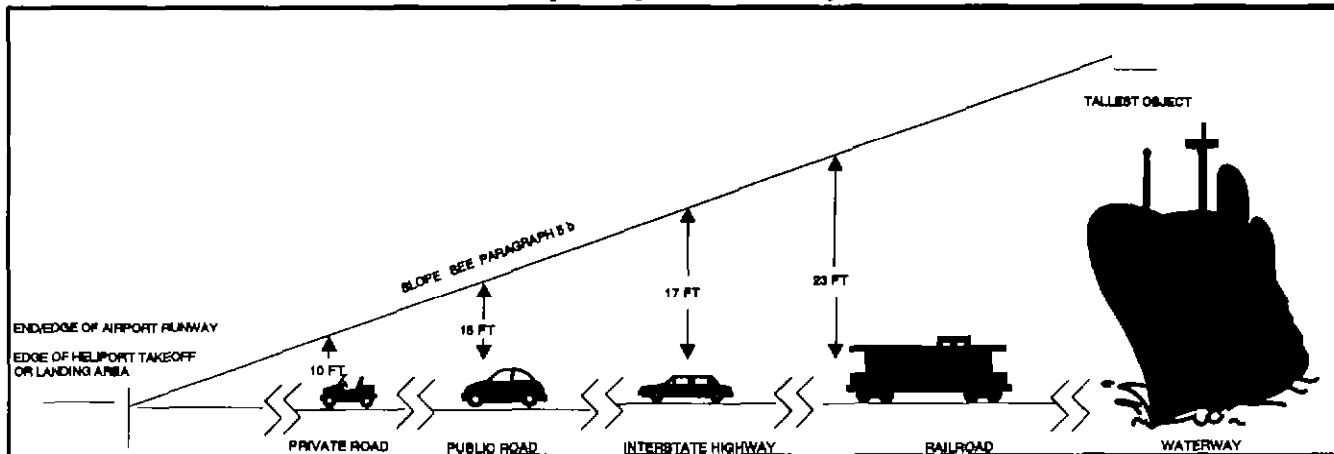 TALLEST OBJECT
SLOPE SEE PARAGRAPH 5 b
17 FT
23 FT
END/EDGE OF AIRPORT RUNWAY
15 FT
EDGE OF HELIPORT TAKEOFF
OR LANDING AREA
10 FT
PRIVATE ROAD
PUBLIC ROAD
INTERSTATE HIGHWAY
RAILROAD
WATERWAY